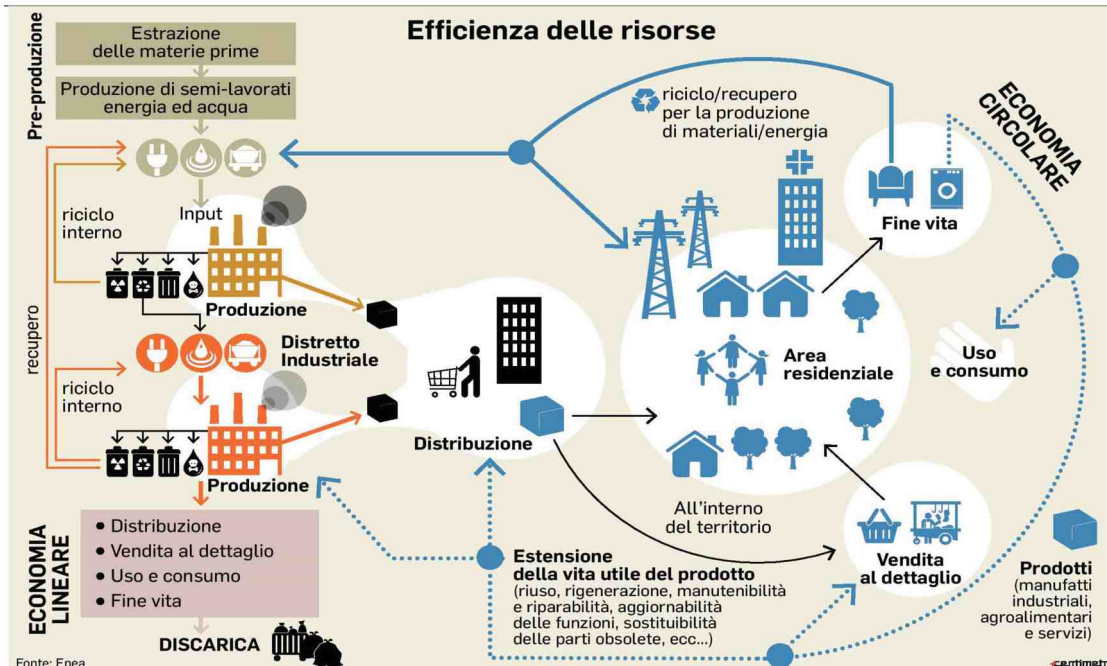 Efficienza delle risorse
Pre-produzione
Estrazione
delle materie prime
Produzione di semi-lavorati
energia ed acqua
riciclo/recupero
per la produzione
di materiali/energia
ECONOMIA
CIRCOLARE
riciclo
interno
Input
Produzione
Fine vita
recupero
Distretto
Industriale
riciclo
interno
Produzione
Distribuzione
Area
residenziale
Uso
e consumo
All'interno
del territorio
Vendita
al dettaglio
ECONOMIA
LINEARE
• Distribuzione
• Vendita al dettaglio
• Uso e consumo
• Fine vita
DISCARICA
Estensione
della vita utile del prodotto
(riuso, rigenerazione, manutenibilità
e riparabilità, aggiornabilità
delle funzioni, sostituibilità
delle parti obsolete, ecc...)
Prodotti
(manufatti
industriali,
agroalimentari
e servizi)
Fonte: Enea
centimetri